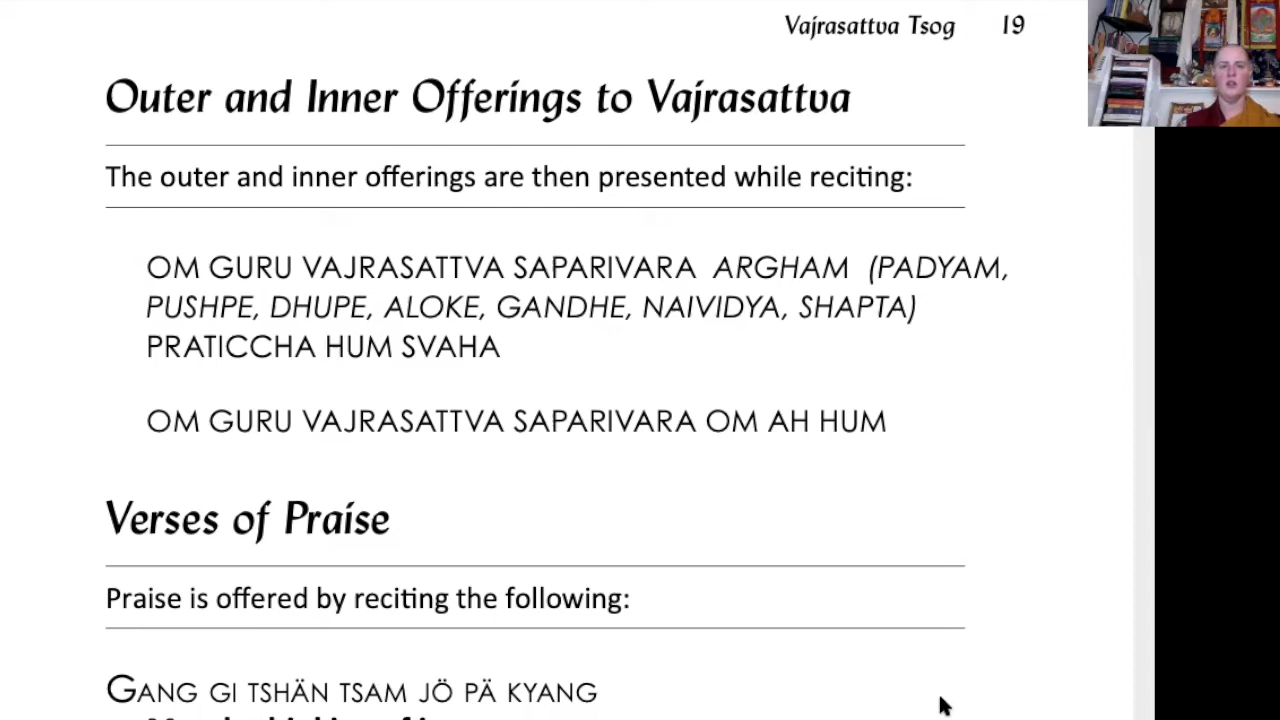 Vajrasattva Tsog 19
Outer and Inner Offerings to Vajrasattva
The outer and inner offerings are then presented while reciting:
OM GURU VAJRASATTVA SAPARIVARA ARGHAM (PADYAM,
PUSHPE, DHUPE, ALOKE, GANDHE, NAIVIDYA, SHAPTA)
PRATICCHA HUM SVAHA
OM GURU VAJRASATTVA SAPARIVARA OM AH HUM
Verses of Praise
Praise is offered by reciting the following:
GANG GI TSHÄN TSAM JÖ PÄ KYANG